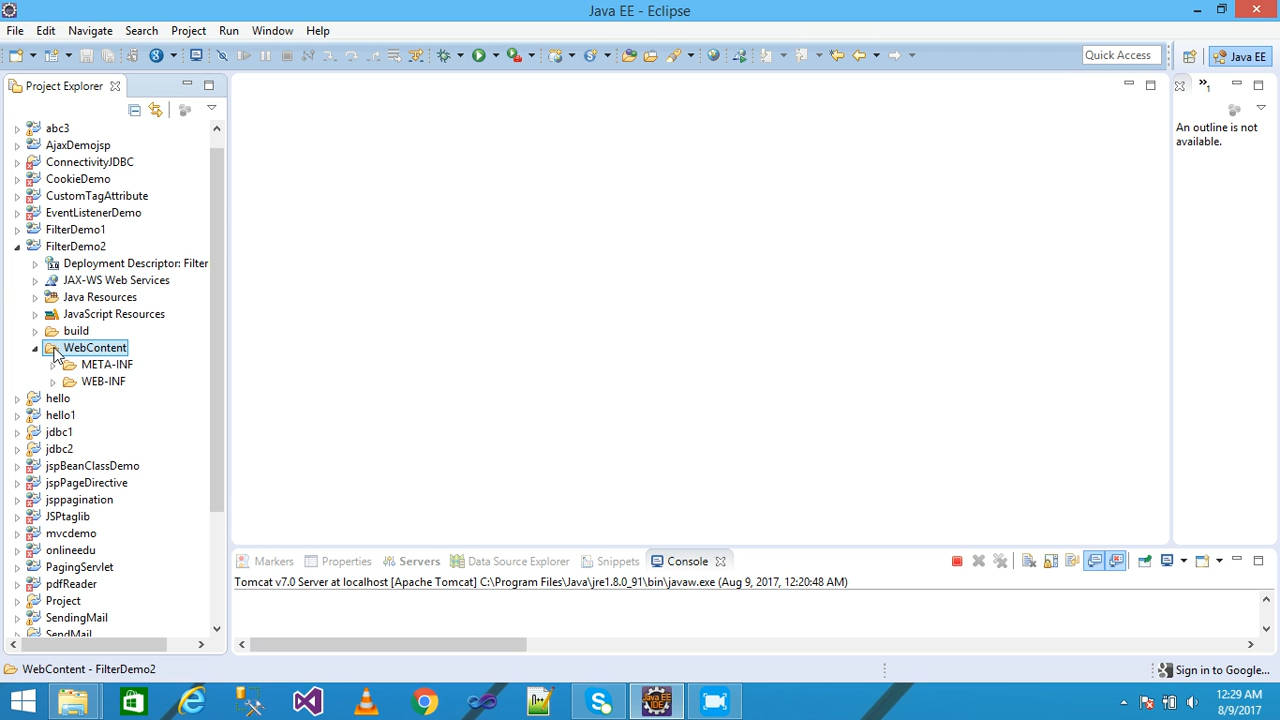 Java EE - Eclipse
File Edit Navigate Search Project Run Window Help
Quick Access
Java EE
Project Explorer
1
abc3
AjaxDemojsp
ConnectivityJDBC
CookieDemo
CustomTagAttribute
EventListenerDemo
FilterDemo1
FilterDemo2
Deployment Descriptor: Filter
JAX-WS Web Services
Java Resources
JavaScript Resources
build
WebContent
META-INF
WEB-INF
hello
hello1
jdbc1
jdbc2
jspBeanClassDemo
jspPageDirective
jsppagination
JSPtaglib
mvcdemo
onlineedu
PagingServlet
pdfReader
Project
SendingMail
SendMail
An outline is not
available.
Markers Properties Servers Data Source Explorer Snippets Console
Tomcat v7.0 Server at localhost [Apache Tomcat] C:\Program Files\Java\jre1.8.0_91\bin\javaw.exe (Aug 9, 2017, 12:20:48 AM)
WebContent - FilterDemo2
Sign in to Google...
Java EE
IDE
12:29 AM
8/9/2017